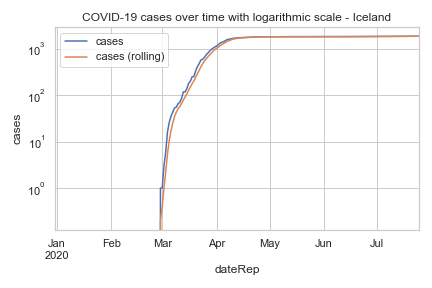 COVID-19 cases over time with logarithmic scale - Iceland
cases
cases (rolling)
10³
10²
10¹
10⁰
cases
Jan Feb Mar Apr May Jun Jul
2020
dateRep